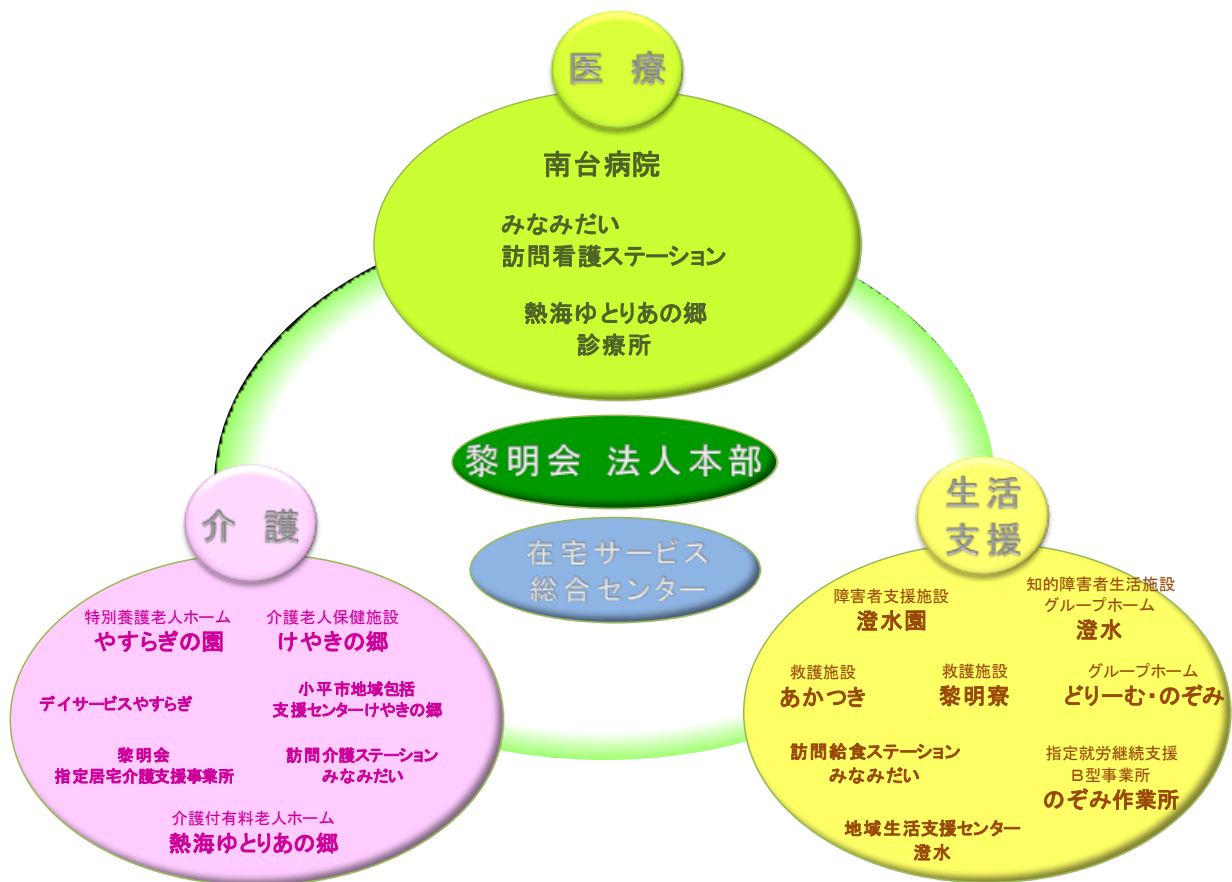 医 療
南台病院
みなみだい
訪問看護ステーション
熱海ゆとりあの郷
診療所
黎明会 法人本部
在宅サービス
総合センター
介 護
特別養護老人ホーム
やすらぎの園
介護老人保健施設
けやきの郷
デイサービスやすらぎ
小平市地域包括
支援センターけやきの郷
黎明会
指定居宅介護支援事業所
訪問介護ステーション
みなみだい
介護付有料老人ホーム
熱海ゆとりあの郷
生活
支援
障害者支援施設
澄水園
知的障害者生活施設
グループホーム
澄水
救護施設
あかつき
救護施設
黎明寮
グループホーム
どりーむ・のぞみ
訪問給食ステーション
みなみだい
指定就労継続支援
B型事業所
のぞみ作業所
地域生活支援センター
澄水